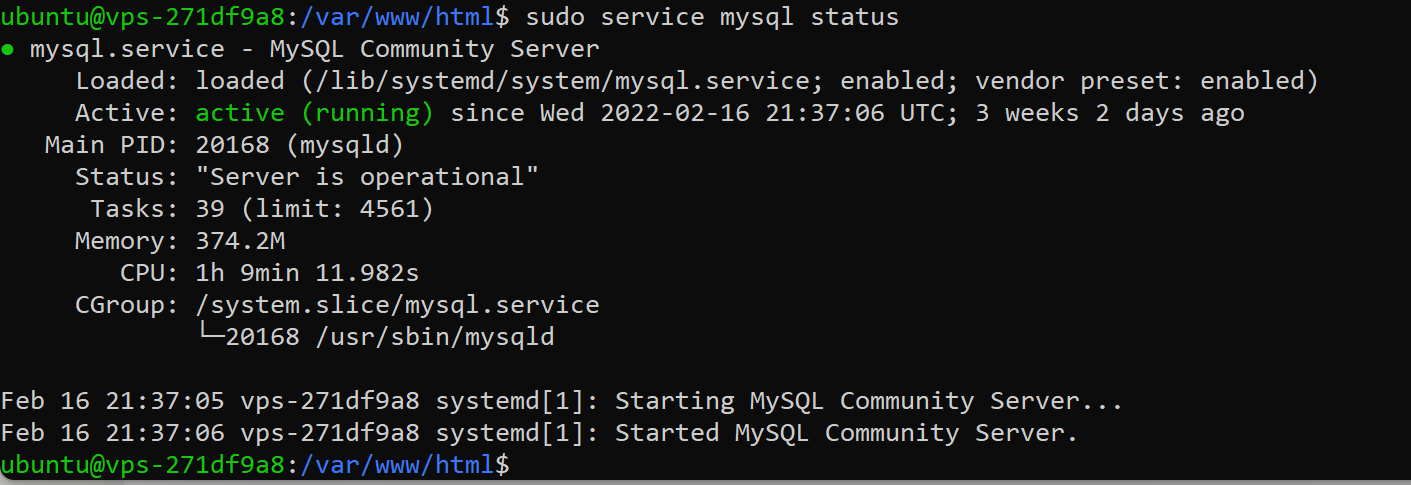 ubuntu@vps-271df9a8:/var/www/html$ sudo service mysql status
● mysql.service - MySQL Community Server
     Loaded: loaded (/lib/systemd/system/mysql.service; enabled; vendor preset: enabled)
     Active: active (running) since Wed 2022-02-16 21:37:06 UTC; 3 weeks 2 days ago
   Main PID: 20168 (mysqld)
     Status: "Server is operational"
      Tasks: 39 (limit: 4561)
     Memory: 374.2M
        CPU: 1h 9min 11.982s
     CGroup: /system.slice/mysql.service
             └─20168 /usr/sbin/mysqld

Feb 16 21:37:05 vps-271df9a8 systemd[1]: Starting MySQL Community Server...
Feb 16 21:37:06 vps-271df9a8 systemd[1]: Started MySQL Community Server.
ubuntu@vps-271df9a8:/var/www/html$